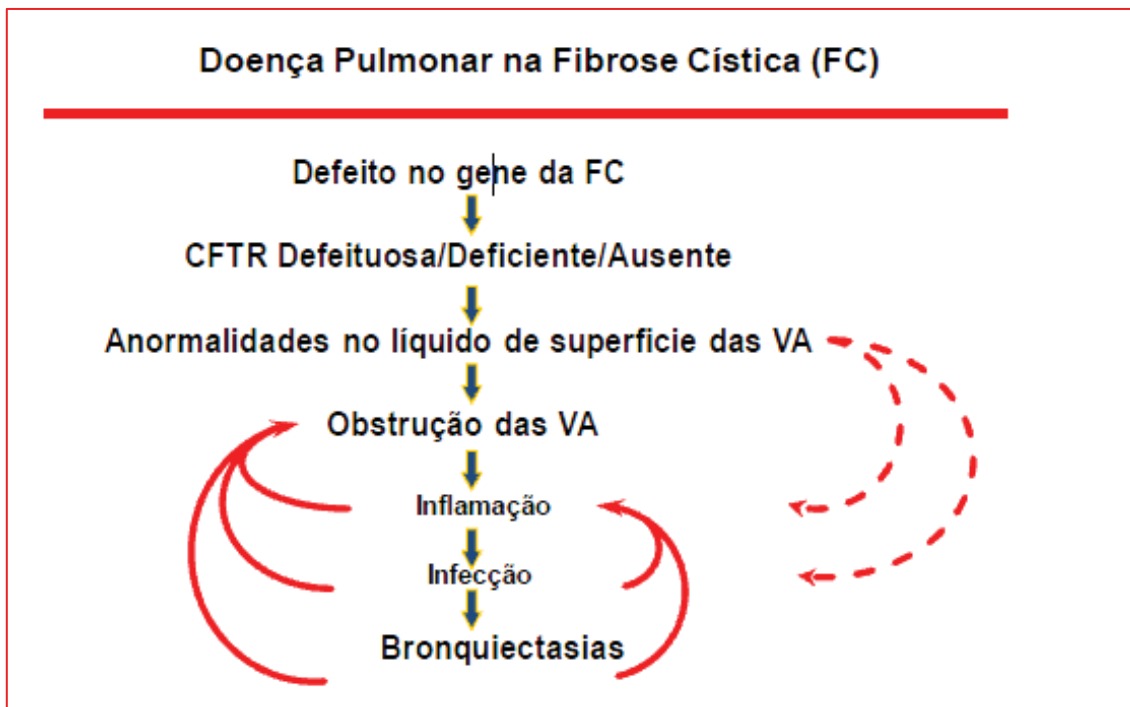 Doença Pulmonar na Fibrose Cística (FC)
Defeito no gene da FC
CFTR Defeituosa/Deficiente/Ausente
Anormalidades no líquido de superficie das VA
Obstrução das VA
Inflamação
Infecção
Bronquiectasias